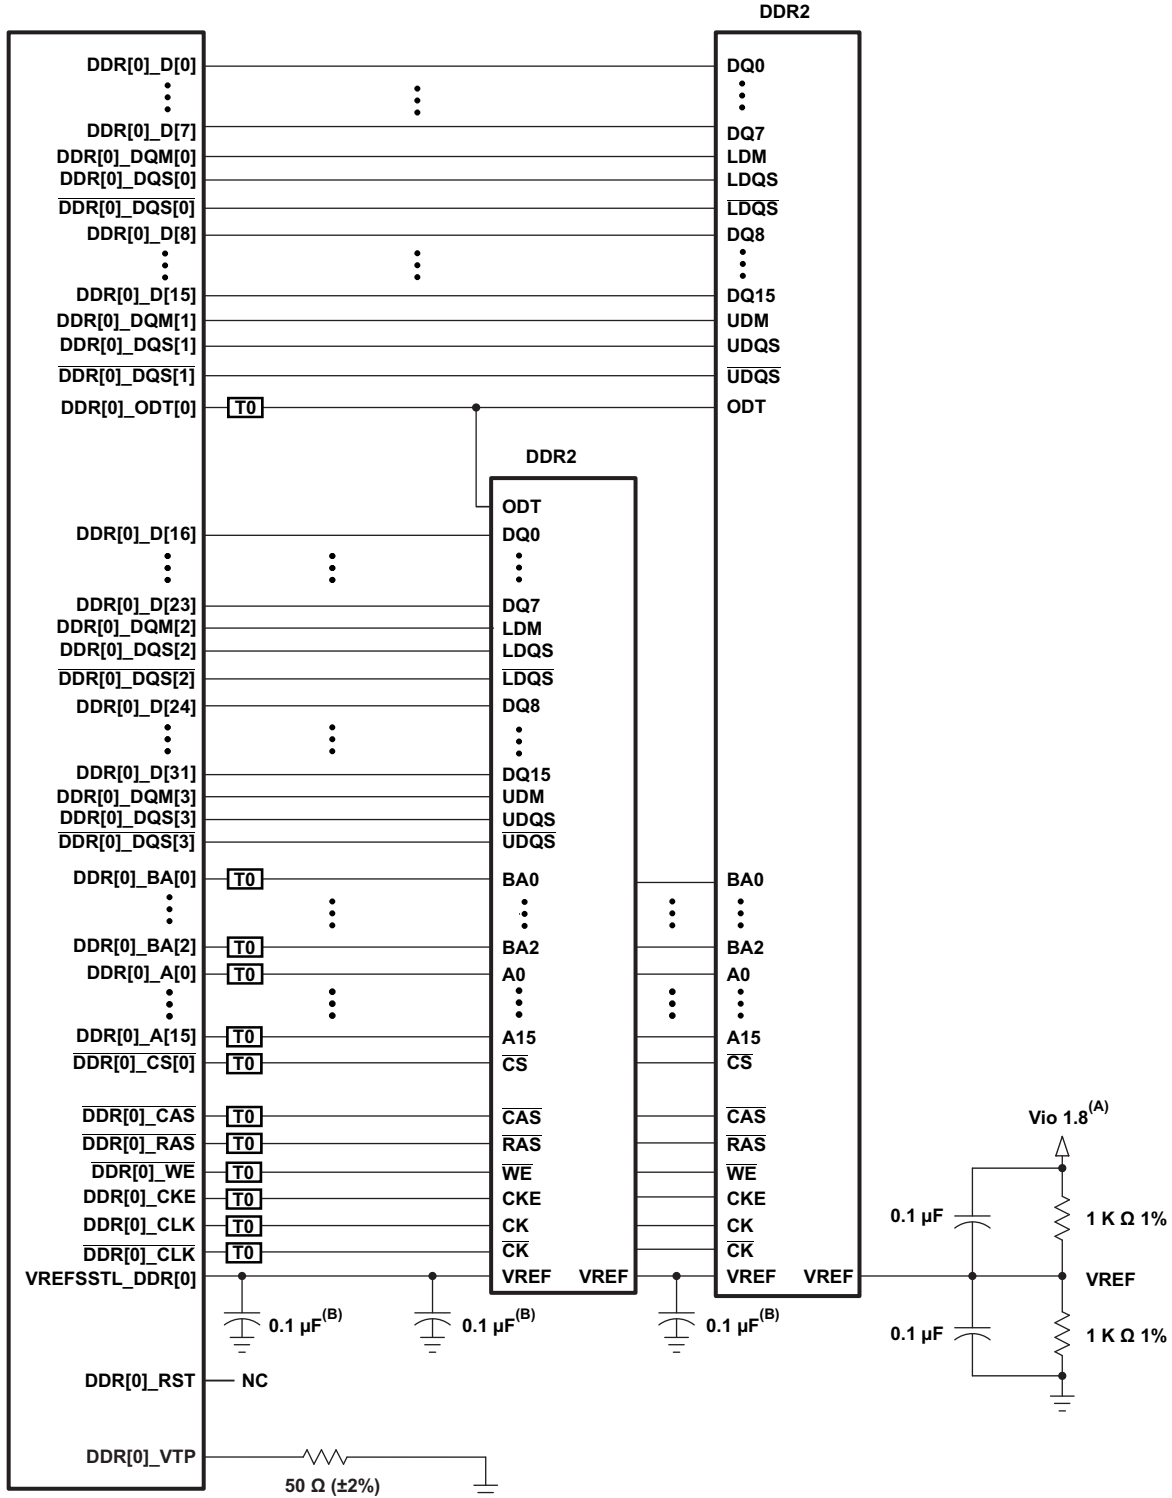 DDR2
DDR[0]_D[0] DQ0
DDR[0]_D[7] DQ7
DDR[0]_DQM[0] LDM
DDR[0]_DQS[0] LDQS
DDR[0]_DQS[0] LDQS
DDR[0]_D[8] DQ8
DDR[0]_D[15] DQ15
DDR[0]_DQM[1] UDM
DDR[0]_DQS[1] UDQS
DDR[0]_DQS[1] UDQS
DDR[0]_ODT[0] T0 ODT
DDR2
ODT
DDR[0]_D[16] DQ0
DDR[0]_D[23] DQ7
DDR[0]_DQM[2] LDM
DDR[0]_DQS[2] LDQS
DDR[0]_DQS[2] LDQS
DDR[0]_D[24] DQ8
DDR[0]_D[31] DQ15
DDR[0]_DQM[3] UDM
DDR[0]_DQS[3] UDQS
DDR[0]_DQS[3] UDQS
DDR[0]_BA[0] T0 BA0 BA0
DDR[0]_BA[2] T0 BA2 BA2
DDR[0]_A[0] T0 A0 A0
DDR[0]_A[15] T0 A15 A15
DDR[0]_CS[0] T0 CS CS
DDR[0]_CAS T0 CAS CAS
Vio 1.8(A)
DDR[0]_RAS T0 RAS RAS
DDR[0]_WE T0 WE WE
DDR[0]_CKE T0 CKE CKE
DDR[0]_CLK T0 CK CK
0.1 µF 1 K Ω 1%
DDR[0]_CLK T0 CK CK
VREFSSTL_DDR[0] VREF VREF VREF VREF VREF
0.1 µF(B) 0.1 µF(B) 0.1 µF(B) 0.1 µF 1 K Ω 1%
DDR[0]_RST NC
DDR[0]_VTP
50 Ω (±2%)